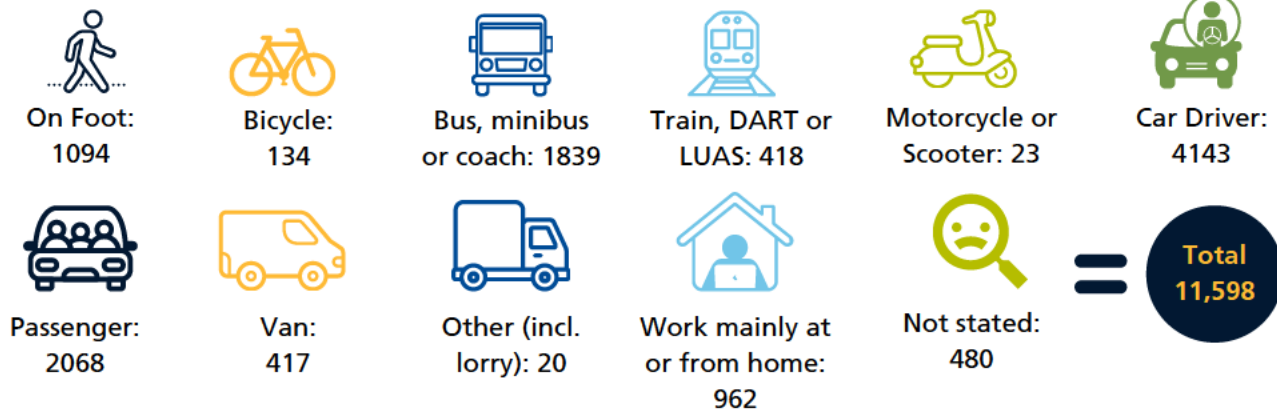 On Foot:
1094
Bicycle:
134
Bus, minibus
or coach: 1839
Train, DART or
LUAS: 418
Motorcycle or
Scooter: 23
Car Driver:
4143
Passenger:
2068
Van:
417
Other (incl.
lorry): 20
Work mainly at
or from home:
962
Not stated:
480
=
Total
11,598